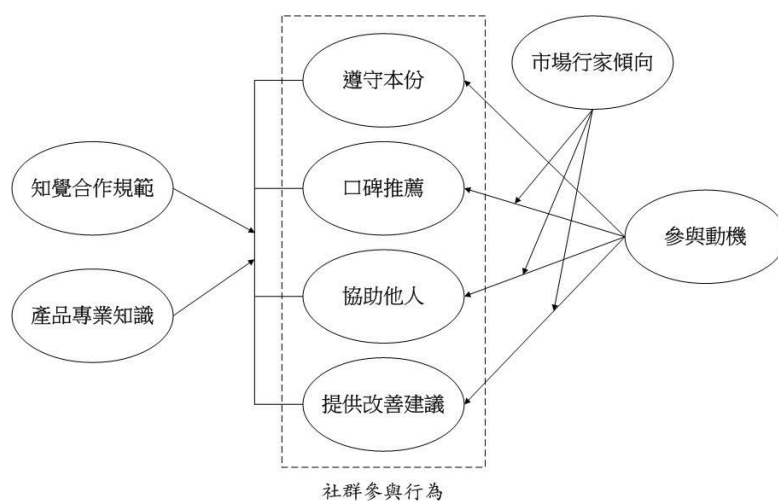 遵守本份
市場行家傾向
知覺合作規範
口碑推薦
參與動機
產品專業知識
協助他人
提供改善建議
社群參與行為